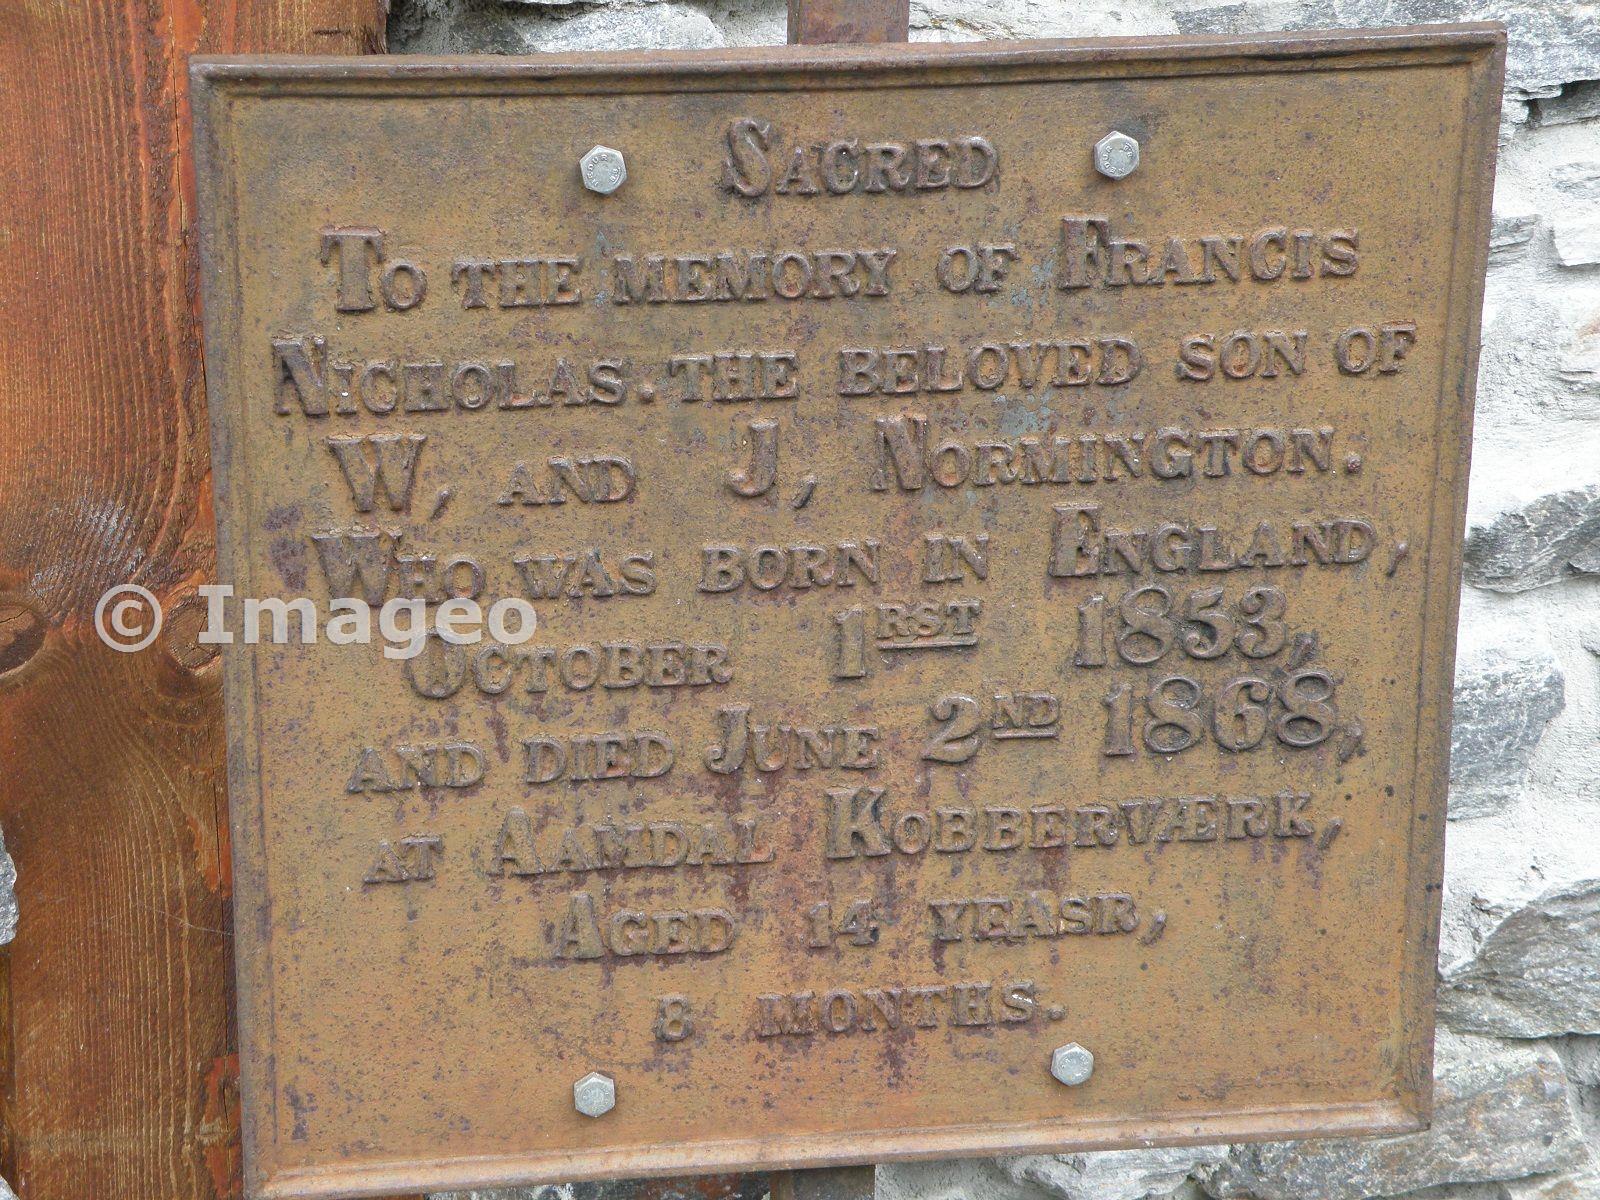 Sacred
To the memory of Francis
Nicholas. the beloved son of
W, and J, Normington.
Who was born in England,
October 1rst 1853,
and died June 2nd 1868,
at Aamdal Kobberværk,
Aged 14 yeasr,
8 months.
© Imageo